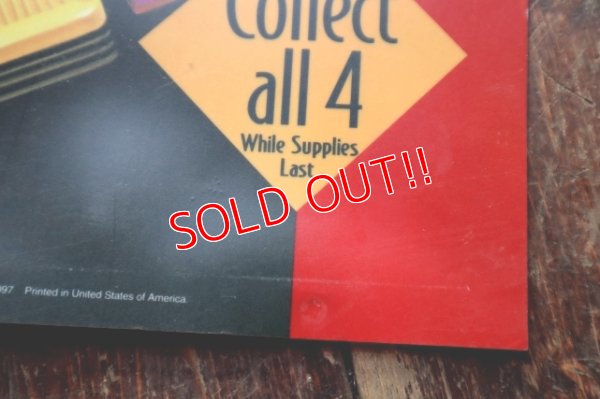 Collect
all 4
While Supplies
Last
SOLD OUT!!
997 Printed in United States of America.